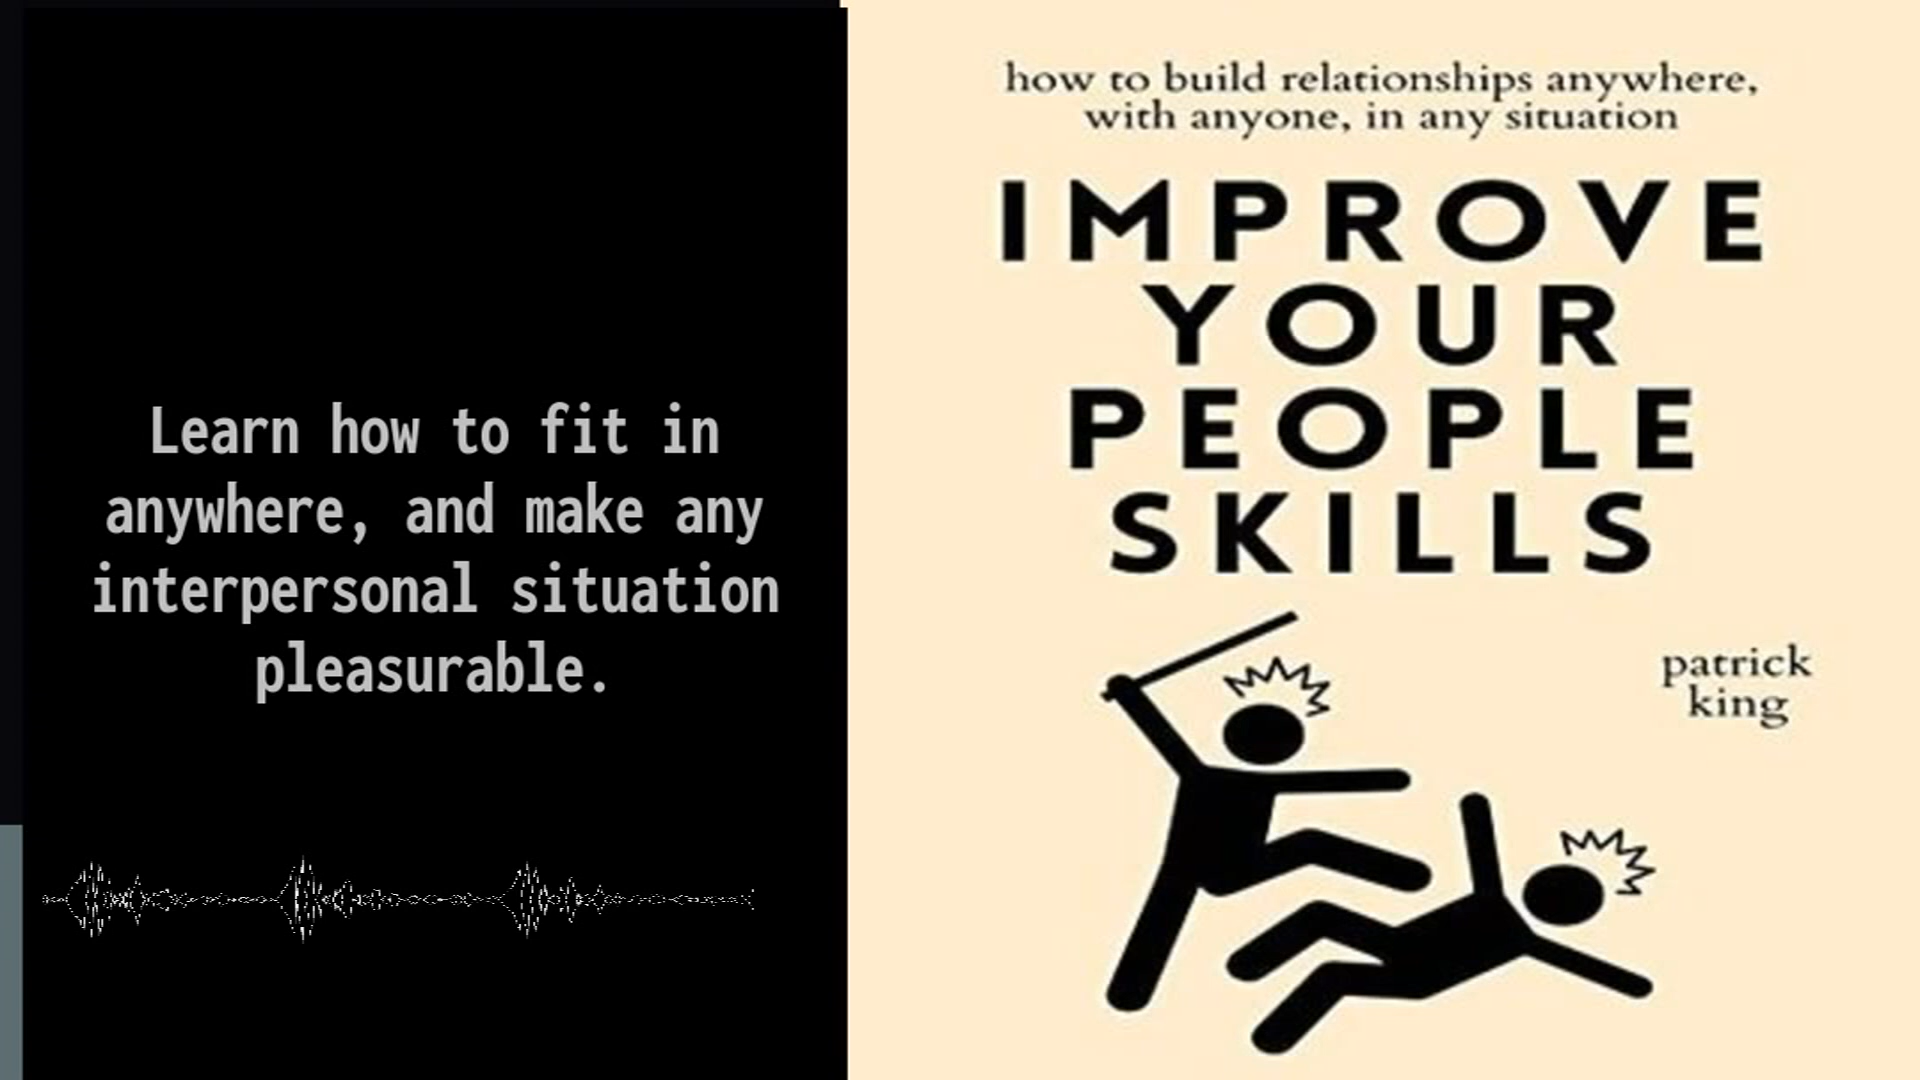 Learn how to fit in
anywhere, and make any
interpersonal situation
pleasurable.
how to build relationships anywhere,
with anyone, in any situation
IMPROVE
YOUR
PEOPLE
SKILLS
patrick
king